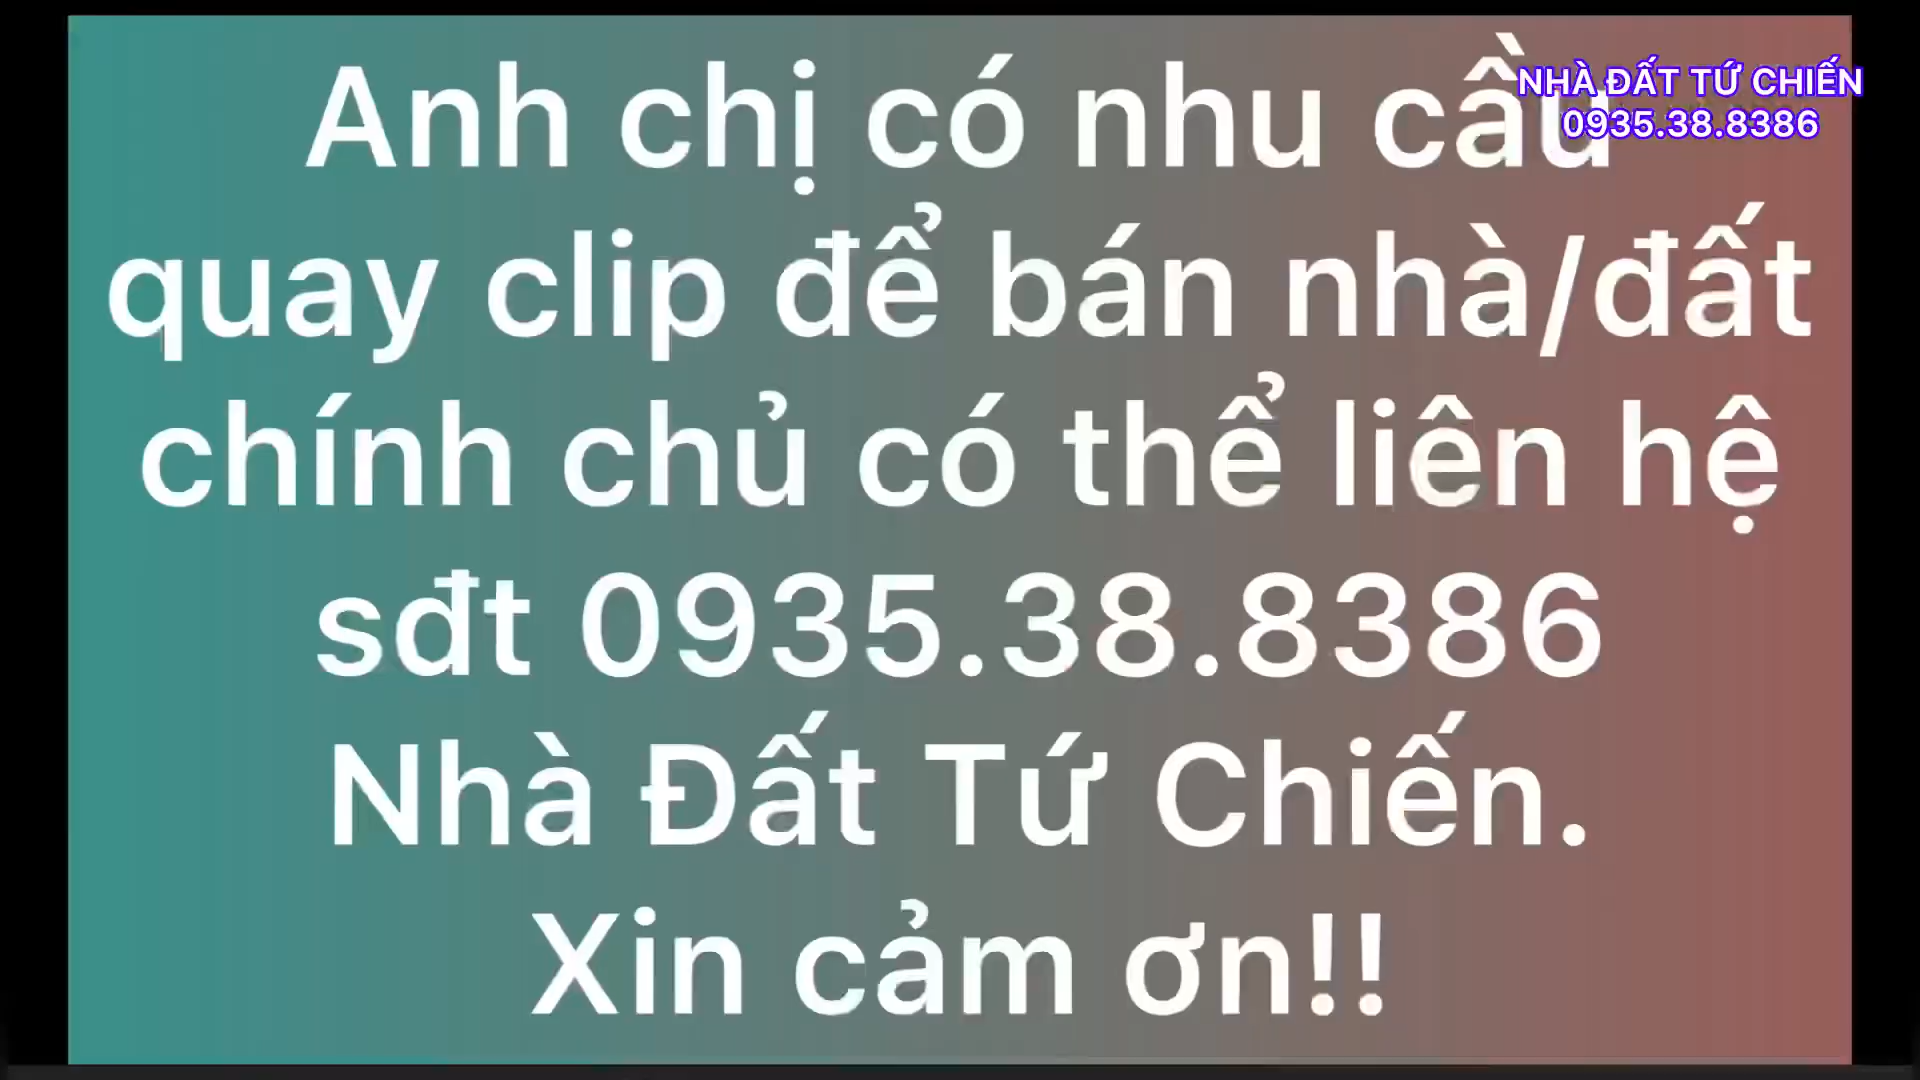 Anh chị có nhu cầu
NHÀ ĐẤT TỨ CHIẾN
0935.38.8386
quay clip để bán nhà/đất
chính chủ có thể liên hệ
sđt 0935.38.8386
Nhà Đất Tứ Chiến.
Xin cảm ơn!!